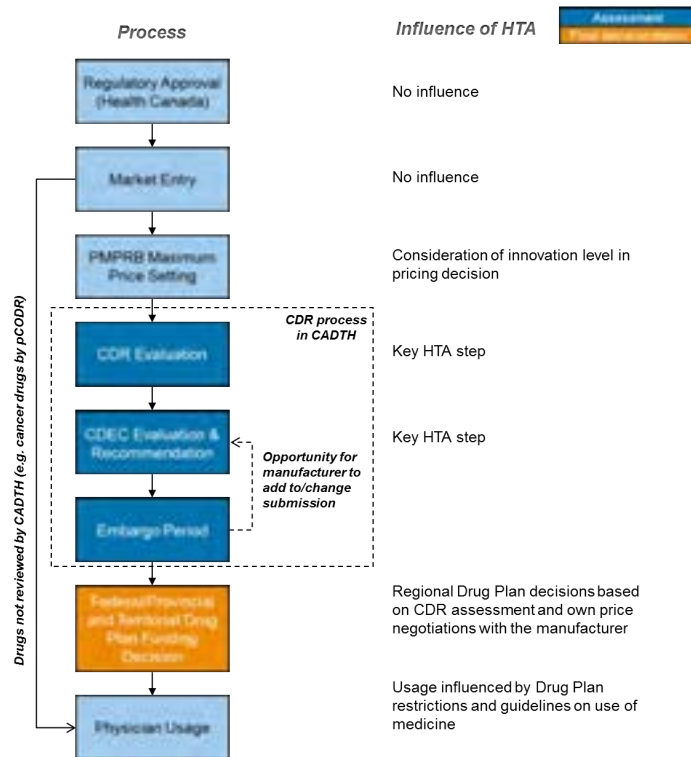 Process
Influence of HTA
Assessment
Regulatory Approval
(Health Canada)
No influence
Market Entry
No influence
PMPRB Maximum
Price Setting
Consideration of innovation level in
pricing decision
CDR process
in CADTH
CDR Evaluation
Key HTA step
CDEC Evaluation &
Recommendation
Key HTA step
Opportunity for
manufacturer to
add to/change
submission
Embargo Period
Drugs not reviewed by CADTH (e.g. cancer drugs by pCODR)
Federal/Provincial
and Territorial Drug
Plan Funding
Decision
Regional Drug Plan decisions based
on CDR assessment and own price
negotiations with the manufacturer
Physician Usage
Usage influenced by Drug Plan
restrictions and guidelines on use of
medicine